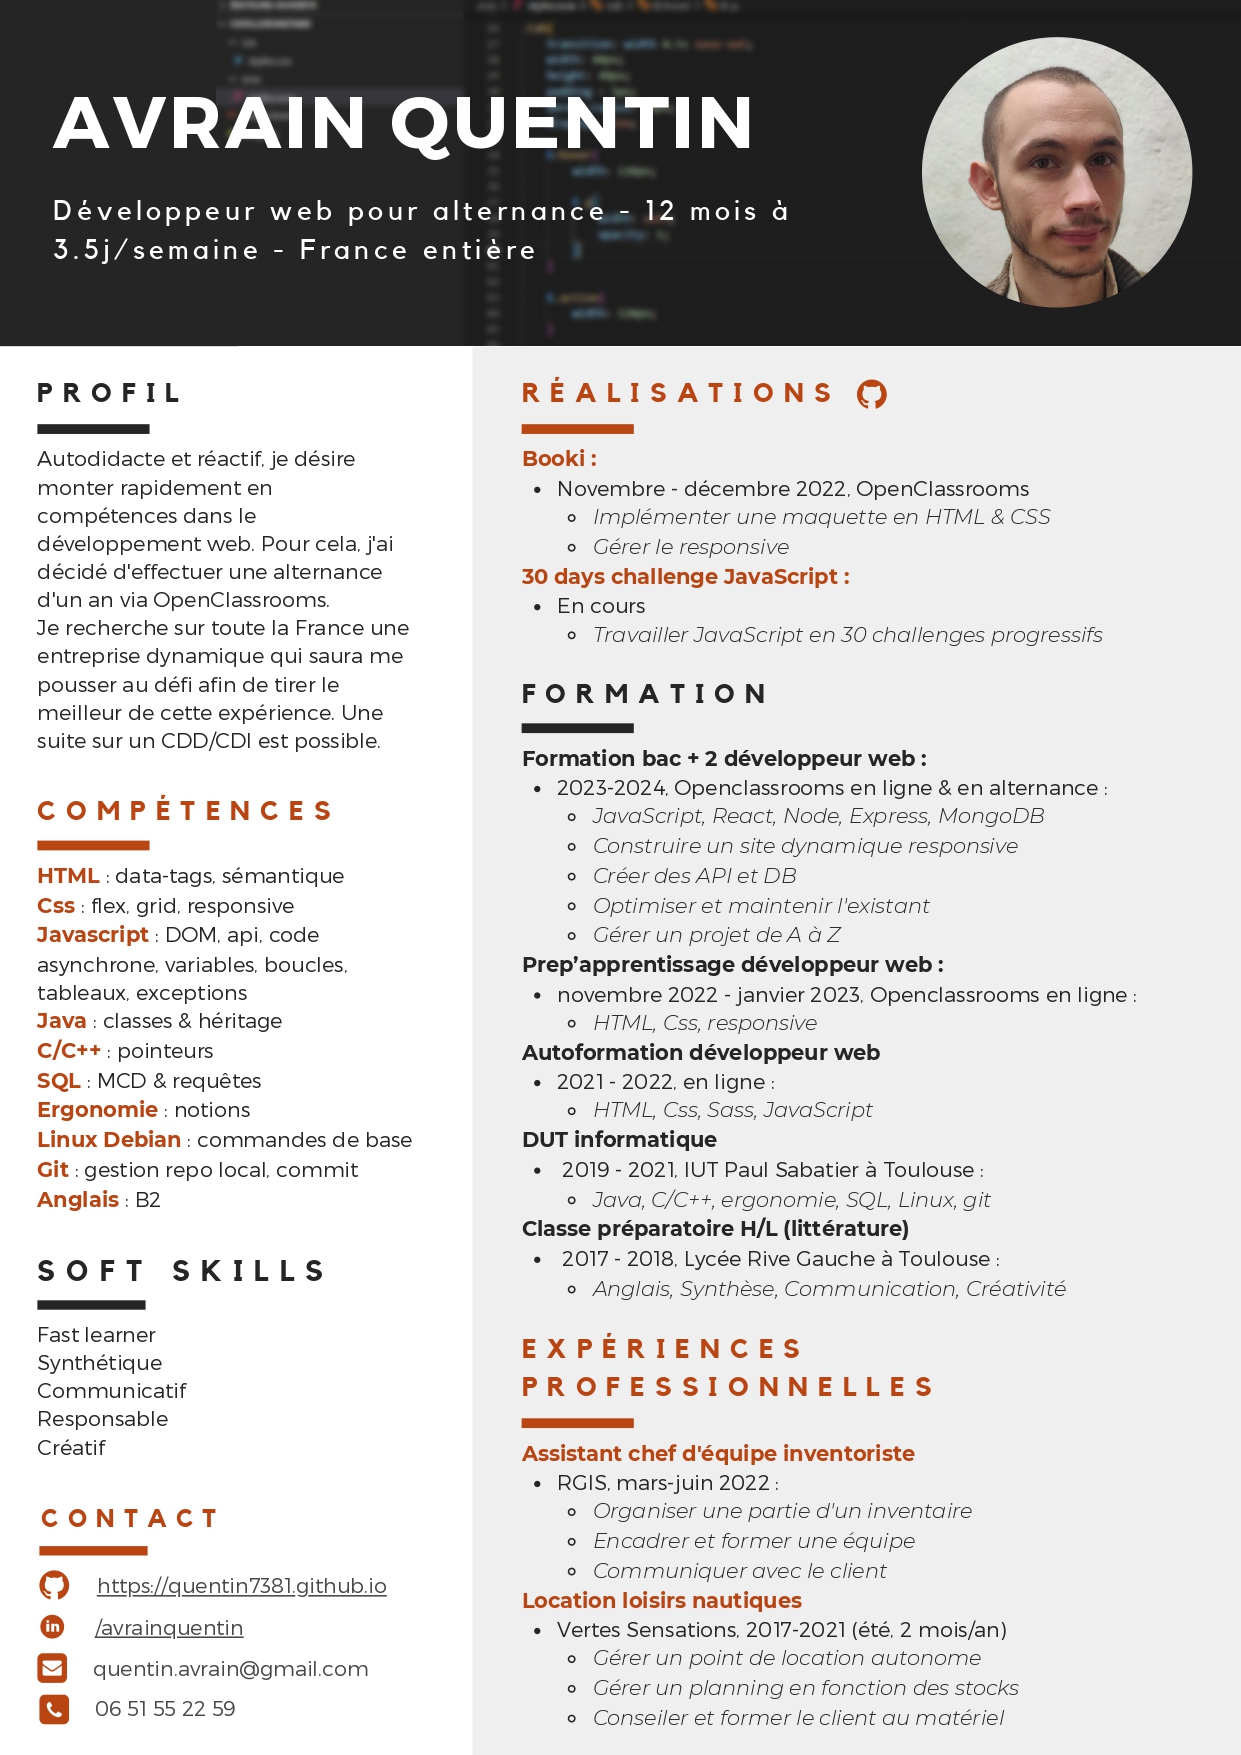 AVRAIN QUENTIN
Développeur web pour alternance - 12 mois à
3.5j/semaine - France entière
PROFIL
Autodidacte et réactif, je désire
monter rapidement en
compétences dans le
développement web. Pour cela, j'ai
décidé d'effectuer une alternance
d'un an via OpenClassrooms.
Je recherche sur toute la France une
entreprise dynamique qui saura me
pousser au défi afin de tirer le
meilleur de cette expérience. Une
suite sur un CDD/CDI est possible.
COMPÉTENCES
HTML : data-tags, sémantique
Css : flex, grid, responsive
Javascript : DOM, api, code
asynchrone, variables, boucles,
tableaux, exceptions
Java : classes & héritage
C/C++ : pointeurs
SQL : MCD & requêtes
Ergonomie : notions
Linux Debian : commandes de base
Git : gestion repo local, commit
Anglais : B2
SOFT SKILLS
Fast learner
Synthétique
Communicatif
Responsable
Créatif
CONTACT
https://quentin7381.github.io
/avrainquentin
quentin.avrain@gmail.com
06 51 55 22 59
RÉALISATIONS
Booki :
• Novembre - décembre 2022, OpenClassrooms
◦ Implémenter une maquette en HTML & CSS
◦ Gérer le responsive
30 days challenge JavaScript :
• En cours
◦ Travailler JavaScript en 30 challenges progressifs
FORMATION
Formation bac + 2 développeur web :
• 2023-2024, Openclassrooms en ligne & en alternance :
◦ JavaScript, React, Node, Express, MongoDB
◦ Construire un site dynamique responsive
◦ Créer des API et DB
◦ Optimiser et maintenir l'existant
◦ Gérer un projet de A à Z
Prep’apprentissage développeur web :
• novembre 2022 - janvier 2023, Openclassrooms en ligne :
◦ HTML, Css, responsive
Autoformation développeur web
• 2021 - 2022, en ligne :
◦ HTML, Css, Sass, JavaScript
DUT informatique
• 2019 - 2021, IUT Paul Sabatier à Toulouse :
◦ Java, C/C++, ergonomie, SQL, Linux, git
Classe préparatoire H/L (littérature)
• 2017 - 2018, Lycée Rive Gauche à Toulouse :
◦ Anglais, Synthèse, Communication, Créativité
EXPÉRIENCES
PROFESSIONNELLES
Assistant chef d'équipe inventoriste
• RGIS, mars-juin 2022 :
◦ Organiser une partie d'un inventaire
◦ Encadrer et former une équipe
◦ Communiquer avec le client
Location loisirs nautiques
• Vertes Sensations, 2017-2021 (été, 2 mois/an)
◦ Gérer un point de location autonome
◦ Gérer un planning en fonction des stocks
◦ Conseiler et former le client au matériel